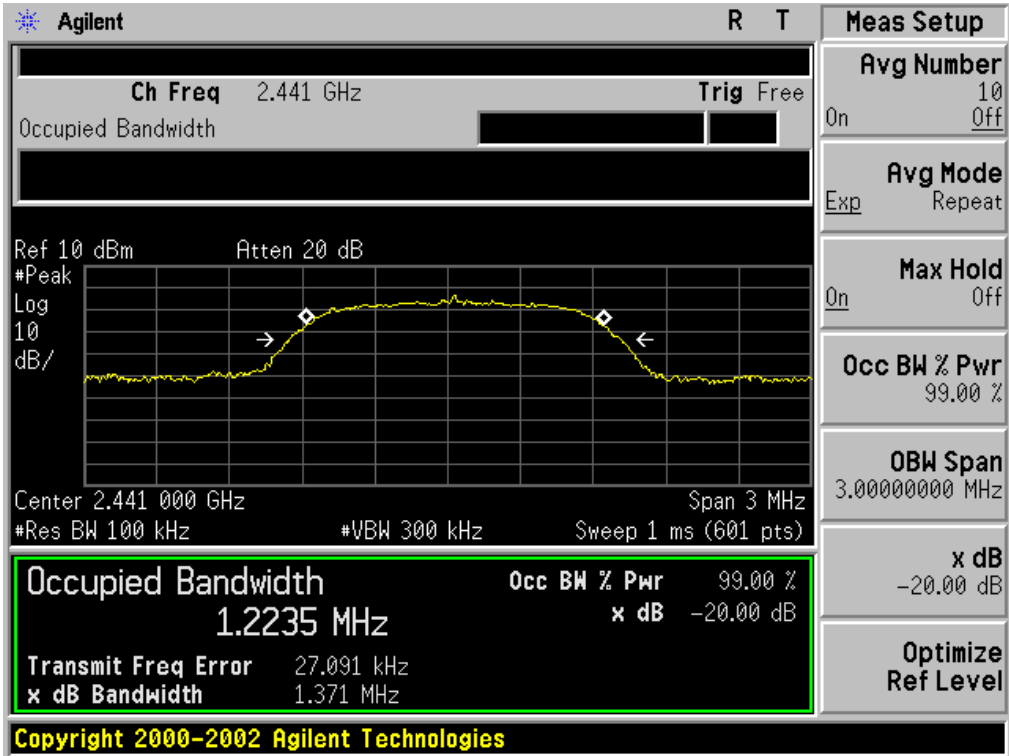 Agilent R T
Ch Freq 2.441 GHz Trig Free
Occupied Bandwidth
Ref 10 dBm Atten 20 dB
#Peak
Log
10
dB/
Center 2.441 000 GHz Span 3 MHz
#Res BW 100 kHz #VBW 300 kHz Sweep 1 ms (601 pts)
Occupied Bandwidth Occ BW % Pwr 99.00 %
1.2235 MHz x dB -20.00 dB
Transmit Freq Error 27.091 kHz
x dB Bandwidth 1.371 MHz
Copyright 2000-2002 Agilent Technologies
Meas Setup
Avg Number
10
On Off
Avg Mode
Exp Repeat
Max Hold
On Off
Occ BW % Pwr
99.00 %
OBW Span
3.00000000 MHz
x dB
-20.00 dB
Optimize
Ref Level